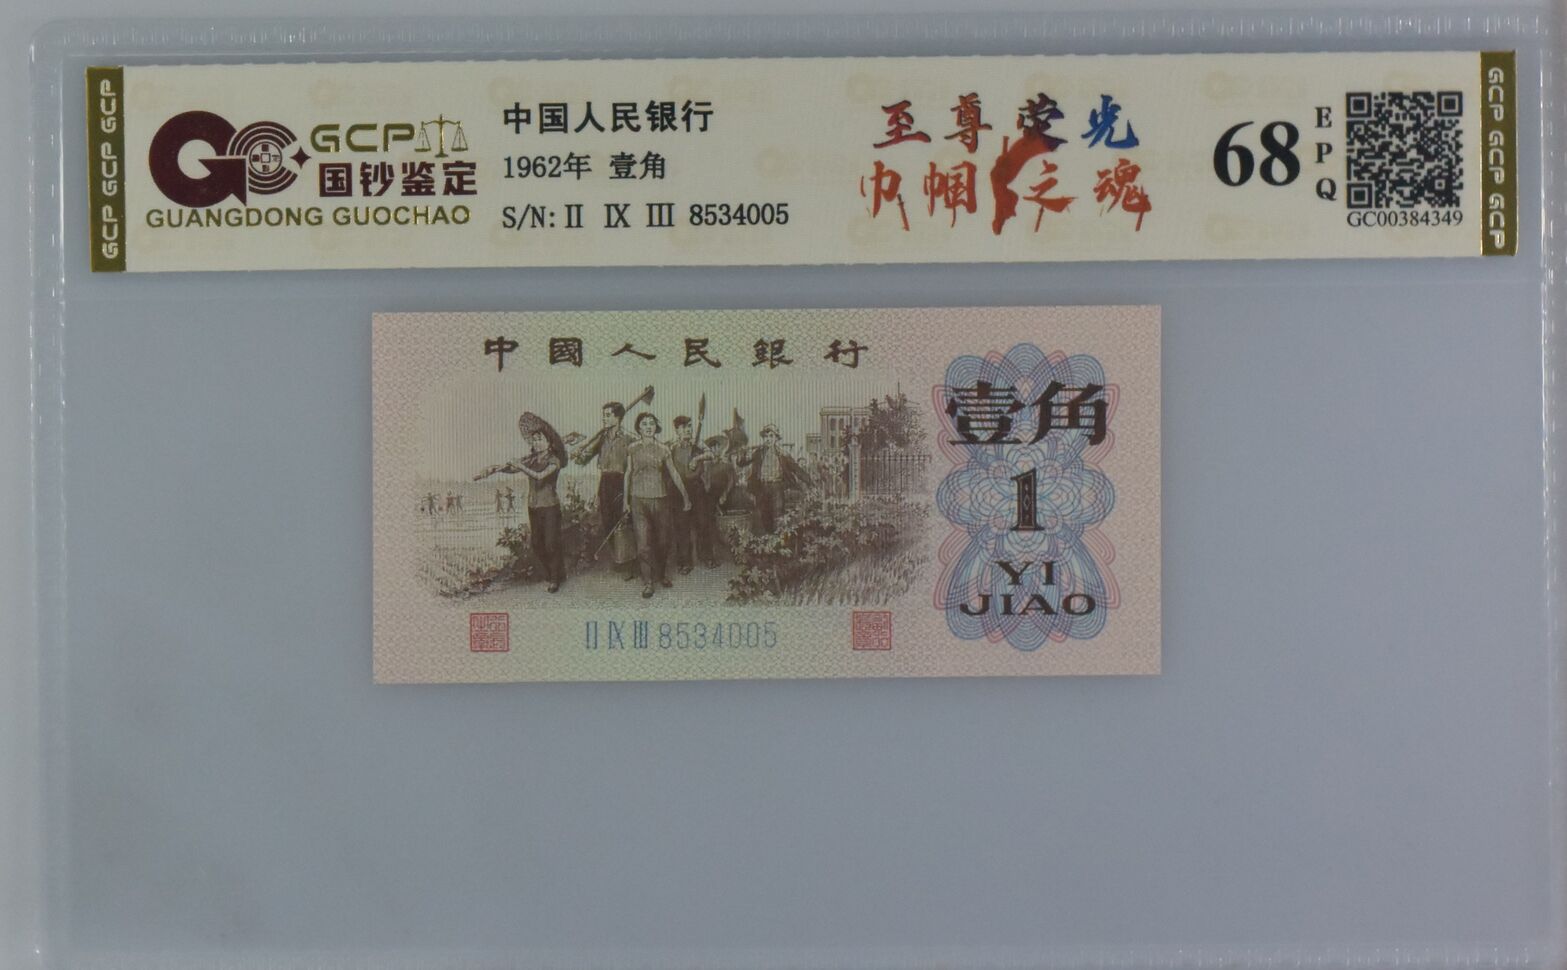 GCP GCP GCP
GCP
国钞鉴定
GUANGDONG GUOCHAO
中国人民银行
1962年 壹角
S/N: II IX III 8534005
至尊荧光
巾帼之魂
68
EPQ
GC00384349
GCP GCP GCP
中國人民銀行
壹角
1
YI
JIAO
II IX III 8534005